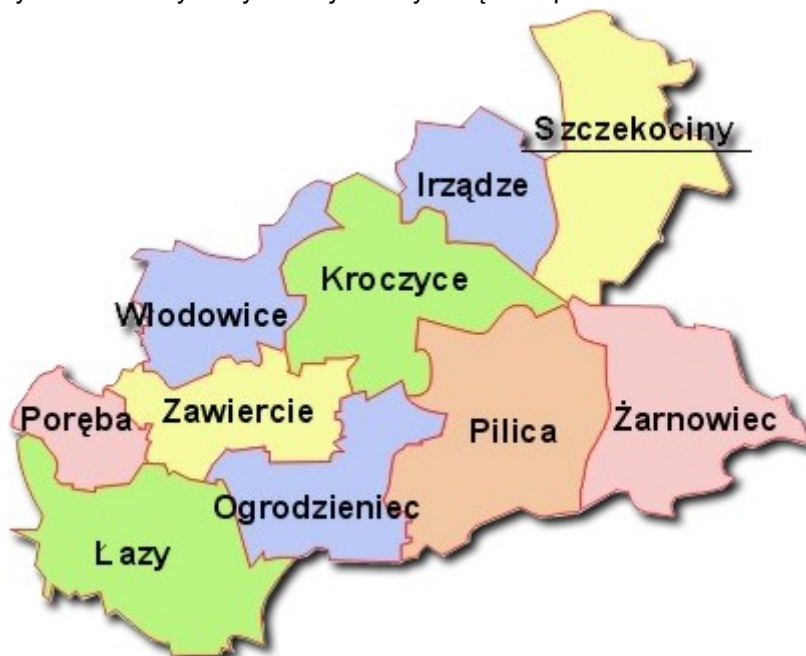 Szczekociny
Irządze
Kroczyce
Włodowice
Zawiercie
Poręba
Pilica
Żarnowiec
Ogrodzieniec
Łazy